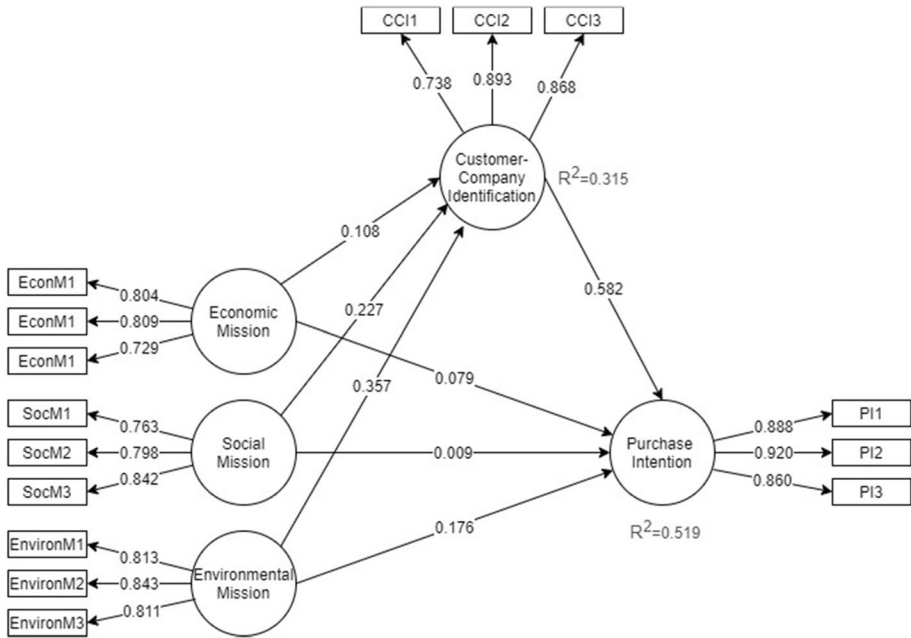 CCI1 CCI2 CCI3
0.738 0.893 0.868
Customer-
Company
Identification
R²=0.315
0.108
0.227
0.357
0.582
EconM1
EconM1
EconM1
0.804
0.809
0.729
Economic
Mission
0.079
SocM1
SocM2
SocM3
0.763
0.798
0.842
Social
Mission
0.009
EnvironM1
EnvironM2
EnvironM3
0.813
0.843
0.811
Environmental
Mission
0.176
Purchase
Intention
R²=0.519
0.888
0.920
0.860
PI1
PI2
PI3